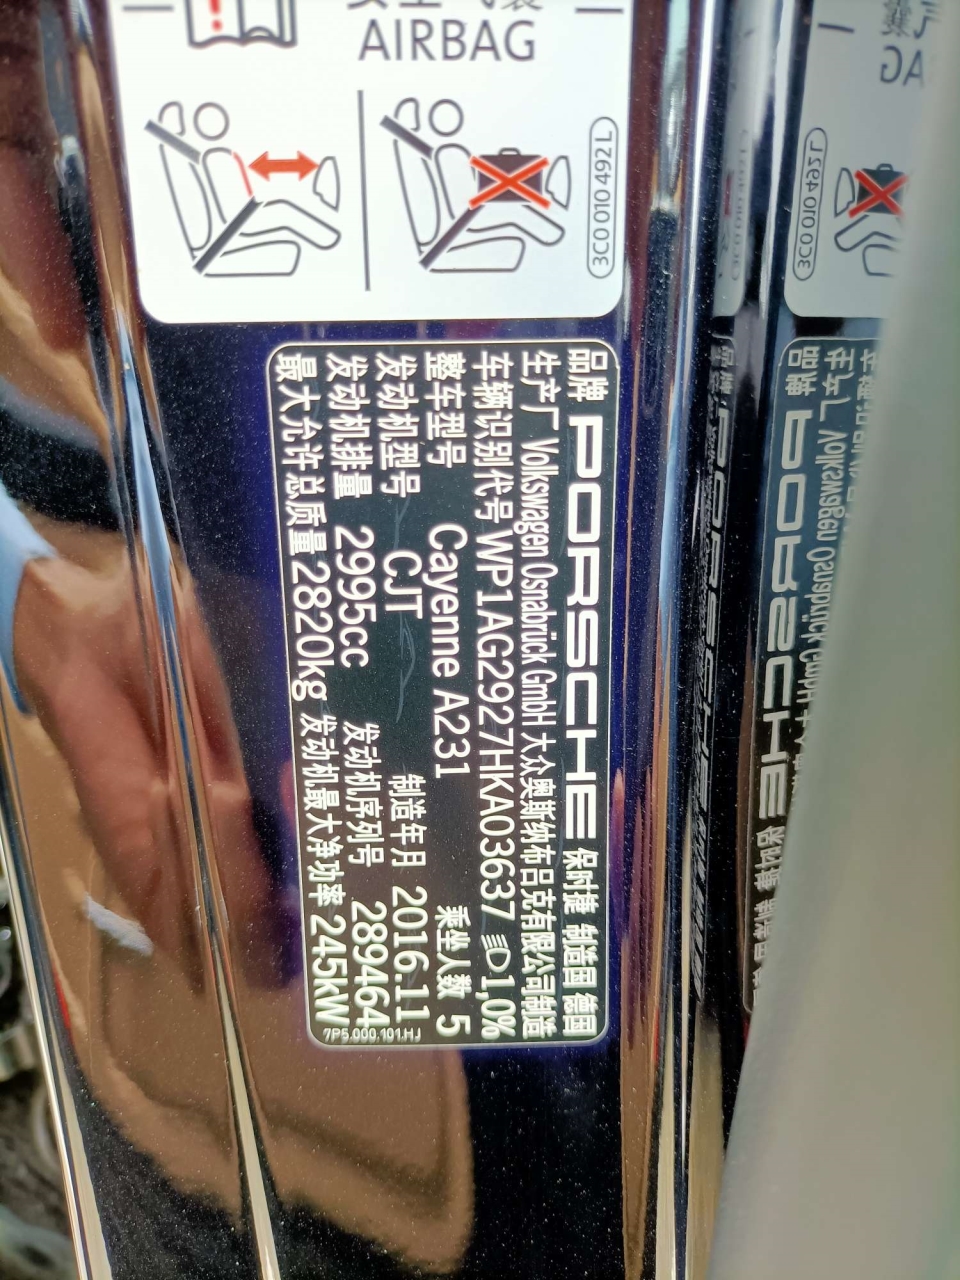 AIRBAG
3C0 010 492 L
品牌 PORSCHE 保时捷 制造国 德国
生产厂 Volkswagen Osnabrück GmbH 大众奥斯纳布吕克有限公司制造
车辆识别代号 WP1AG2927HKA03637 1,0%
整车型号 Cayenne A231 乘坐人数 5
发动机型号 CJT 制造年月 2016.11
发动机排量 2995cc 发动机序列号 289464
最大允许总质量 2820kg 发动机最大净功率 245kW
7P5.000.101.HJ